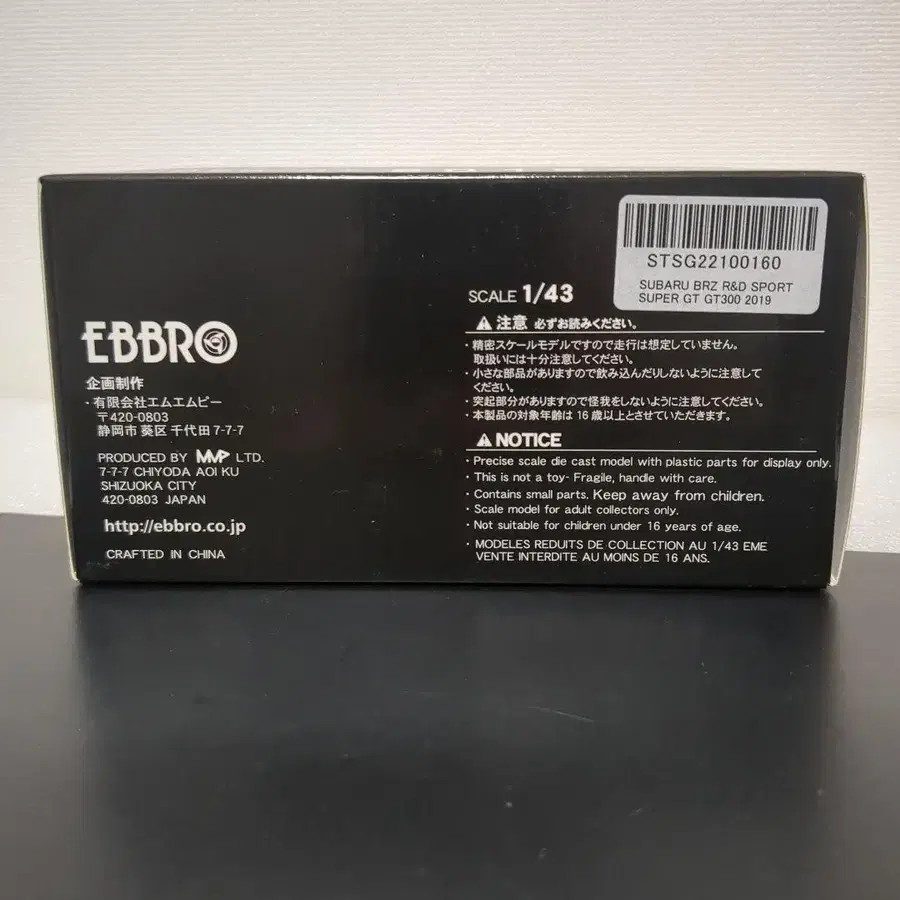 STSG22100160
SUBARU BRZ R&D SPORT
SUPER GT GT300 2019
EBBRO
企画制作
・有限会社エムエムピー
〒420-0803
静岡市 葵区 千代田 7-7-7
PRODUCED BY MMP LTD.
7-7-7 CHIYODA AOI KU
SHIZUOKA CITY
420-0803 JAPAN
http://ebbro.co.jp
CRAFTED IN CHINA
SCALE 1/43
注意 必ずお読みください。
・精密スケールモデルですので走行は想定していません。
取扱いには十分注意してください。
・小さな部品がありますので飲み込んだりしないように注意して
ください。
・突起部分がありますので怪我をしないように注意してください。
・本製品の対象年齢は 16 歳以上とさせていただきます。
NOTICE
・Precise scale die cast model with plastic parts for display only.
・This is not a toy- Fragile, handle with care.
・Contains small parts. Keep away from children.
・Scale model for adult collectors only.
・Not suitable for children under 16 years of age.
・MODELES REDUITS DE COLLECTION AU 1/43 EME
VENTE INTERDITE AU MOINS DE 16 ANS.